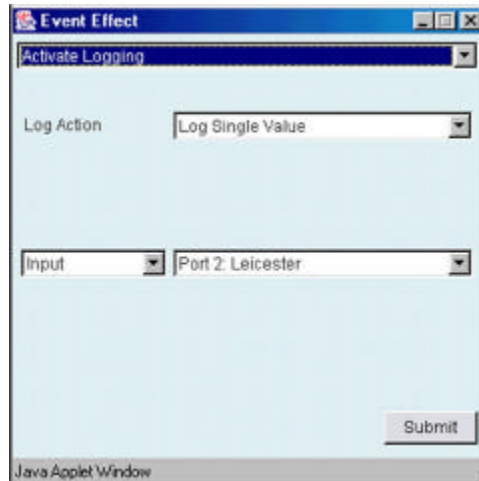 Event Effect
Activate Logging
Log Action Log Single Value
Input Port 2: Leicester
Submit
Java Applet Window